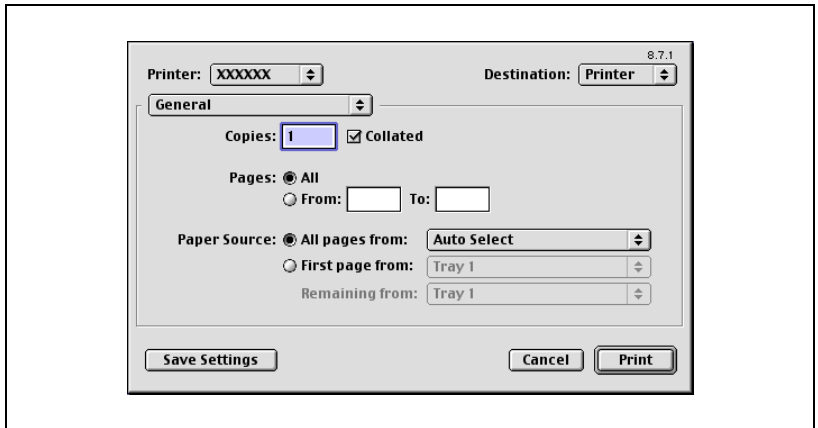 8.7.1
Printer: XXXXXX Destination: Printer
General
Copies: 1 Collated
Pages: All
From: To:
Paper Source: All pages from: Auto Select
First page from: Tray 1
Remaining from: Tray 1
Save Settings Cancel Print